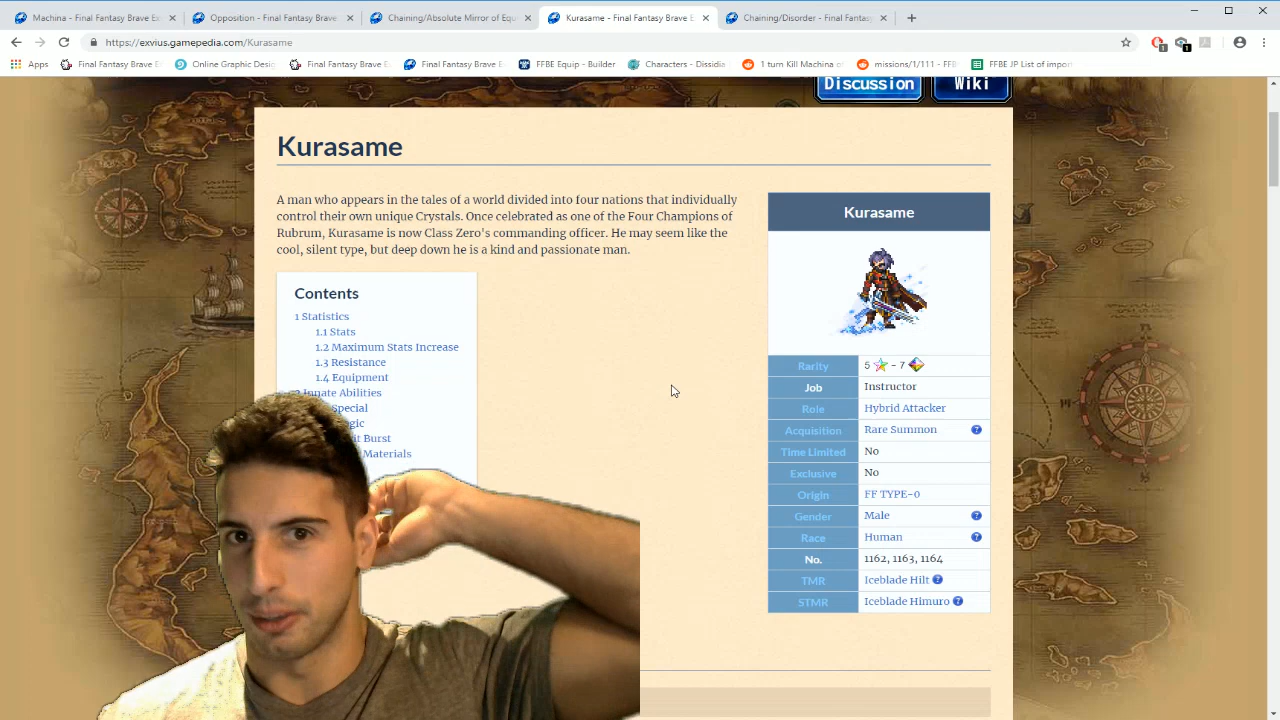 Machina - Final Fantasy Brave Ex
Opposition - Final Fantasy Brave
Chaining/Absolute Mirror of Equ
Kurasame - Final Fantasy Brave E
Chaining/Disorder - Final Fantasy
https://exvius.gamepedia.com/Kurasame
Apps
Final Fantasy Brave E
Online Graphic Desig
Final Fantasy Brave E
Final Fantasy Brave E
FFBE Equip - Builder
Characters - Dissidia
1 turn Kill Machina o
missions/1/111 - FFB
FFBE JP List of impor
Discussion
Wiki
Kurasame
A man who appears in the tales of a world divided into four nations that individually
control their own unique Crystals. Once celebrated as one of the Four Champions of
Rubrum, Kurasame is now Class Zero's commanding officer. He may seem like the
cool, silent type, but deep down he is a kind and passionate man.
Contents
1 Statistics
1.1 Stats
1.2 Maximum Stats Increase
1.3 Resistance
1.4 Equipment
Innate Abilities
Special
Burst
Materials
Kurasame
Rarity 5 - 7
Job Instructor
Role Hybrid Attacker
Acquisition Rare Summon
Time Limited No
Exclusive No
Origin FF TYPE-0
Gender Male
Race Human
No. 1162, 1163, 1164
TMR Iceblade Hilt
STMR Iceblade Himuro